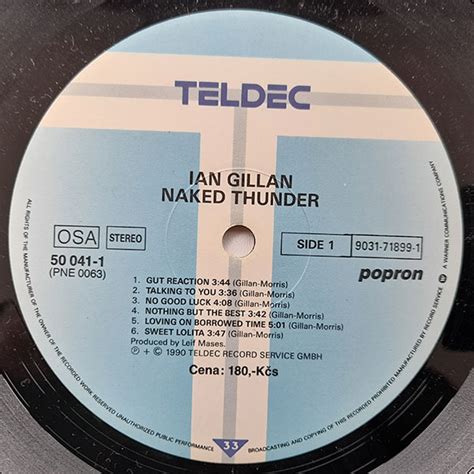 TELDEC
IAN GILLAN
NAKED THUNDER
OSA STEREO
50 041-1
(PNE 0063)
SIDE 1 9031-71899-1
popron
1. GUT REACTION 3:44 (Gillan-Morris)
2. TALKING TO YOU 3:36 (Gillan-Morris)
3. NO GOOD LUCK 4:08 (Gillan-Morris)
4. NOTHING BUT THE BEST 3:42 (Gillan-Morris)
5. LOVING ON BORROWED TIME 5:01 (Gillan-Morris)
6. SWEET LOLITA 3:47 (Gillan-Morris)
Produced by Leif Mases.
℗ + © 1990 TELDEC RECORD SERVICE GMBH
Cena: 180,-Kčs
ALL RIGHTS OF THE MANUFACTURER AND OF THE OWNER OF THE RECORDED WORK RESERVED. UNAUTHORIZED PUBLIC PERFORMANCE
33
BROADCASTING AND COPYING OF THIS RECORD PROHIBITED. MANUFACTURED BY RECORD SERVICE
A WARNER COMMUNICATIONS COMPANY